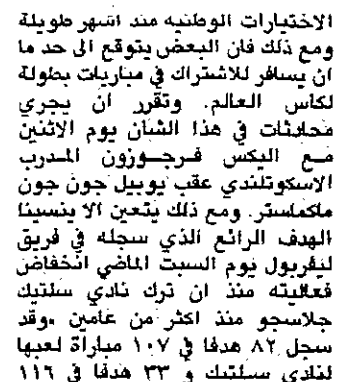 الاختيارات الوطنيه منذ اشهر طويلة
ومع ذلك فان البعض يتوقع الى حد ما
ان يسافر للاشتراك في مباريات بطولة
لكاس العالم. وتقرر ان يجري
محادثات في هذا الشان يوم الاثنين
مع اليكس فرجوزون المدرب
الاسكوتلندي عقب يوبيل جون جون
ماكماستر. ومع ذلك يتعين الا ينسينا
الهدف الرائع الذي سجله في فريق
ليفربول يوم السبت الماضي انخفاض
فعاليته منذ ان ترك نادي سلتيك
جلاسجو منذ اكثر من عامين .وقد
سجل ٨٢ هدفا في ١٠٧ مباراة لعبها
لنادي سلتيك و ٣٣ هدفا في ١١٦